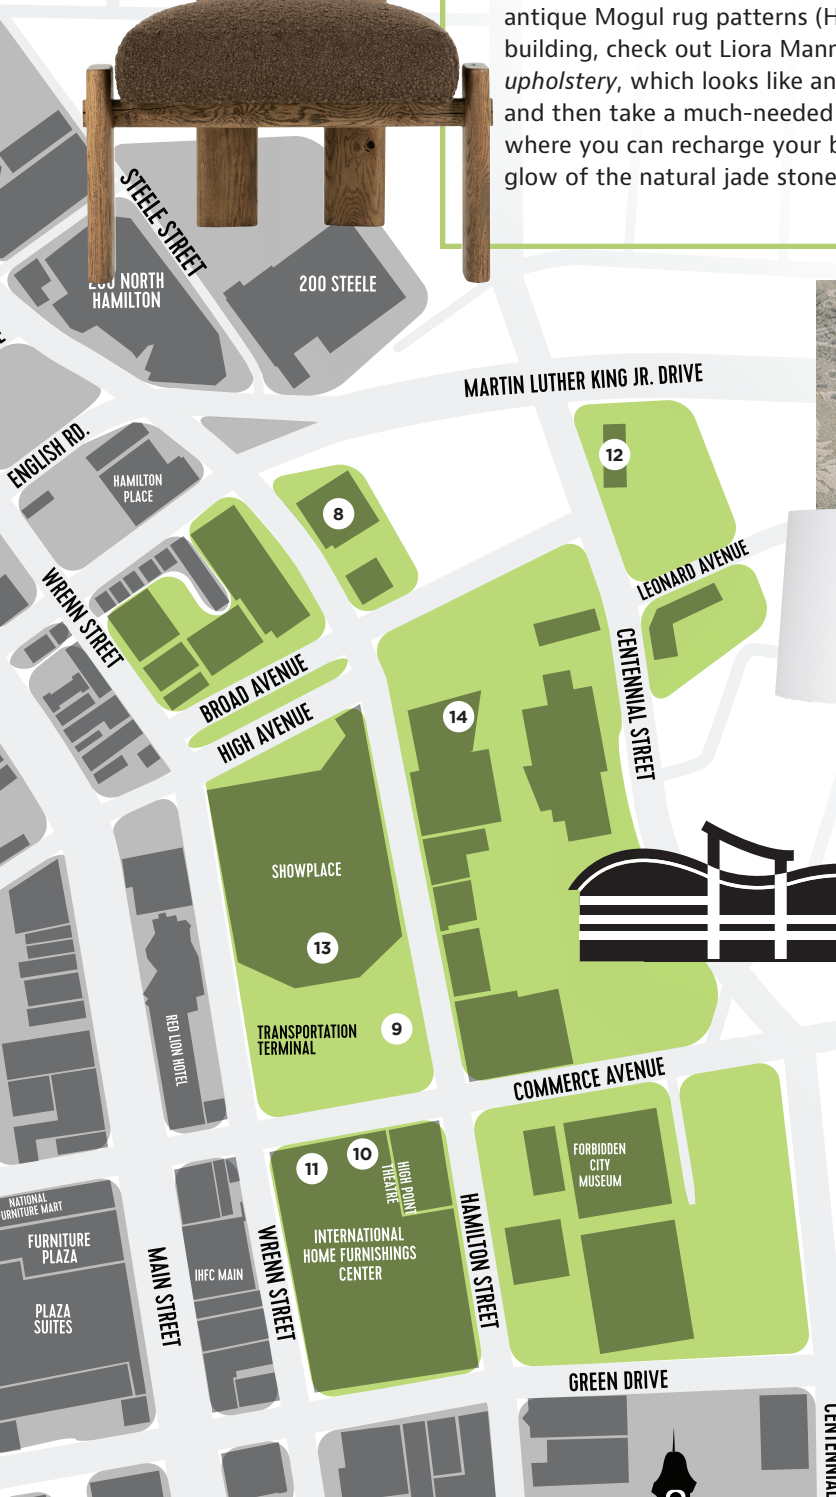 antique Mogul rug patterns (H
building, check out Liora Mann
upholstery, which looks like an
and then take a much-needed
where you can recharge your b
glow of the natural jade stone
STEELE STREET
200 NORTH
HAMILTON
200 STEELE
MARTIN LUTHER KING JR. DRIVE
ENGLISH RD.
HAMILTON
PLACE
12
8
LEONARD AVENUE
WRENN STREET
CENTENNIAL STREET
BROAD AVENUE
HIGH AVENUE
14
SHOWPLACE
13
RED LION HOTEL
TRANSPORTATION
TERMINAL
9
COMMERCE AVENUE
11
10
HIGH POINT
THEATRE
FORBIDDEN
CITY
MUSEUM
NATIONAL
FURNITURE MART
FURNITURE
PLAZA
PLAZA
SUITES
MAIN STREET
IHFC MAIN
WRENN STREET
INTERNATIONAL
HOME FURNISHINGS
CENTER
HAMILTON STREET
GREEN DRIVE
CENTENNIAL